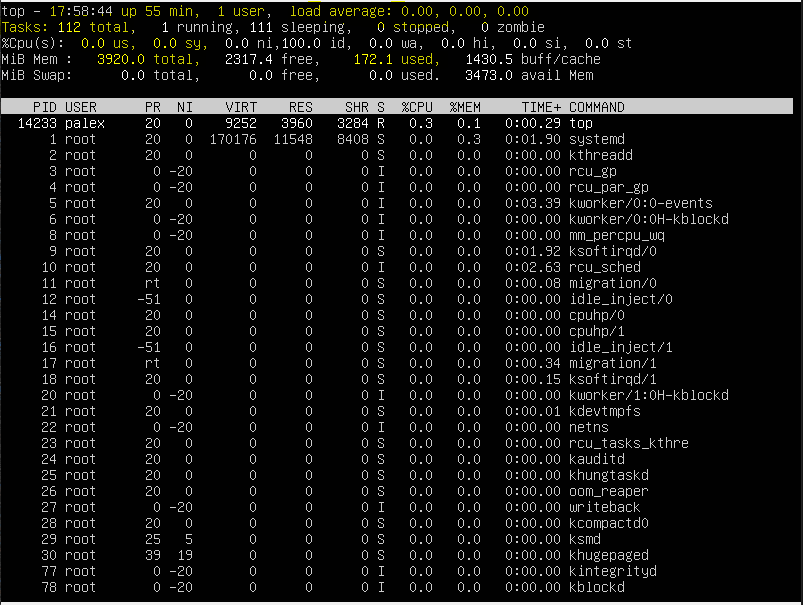 top - 17:58:44 up 55 min,  1 user,  load average: 0.00, 0.00, 0.00
Tasks: 112 total,   1 running, 111 sleeping,   0 stopped,   0 zombie
%Cpu(s):  0.0 us,  0.0 sy,  0.0 ni,100.0 id,  0.0 wa,  0.0 hi,  0.0 si,  0.0 st
MiB Mem :   3920.0 total,   2317.4 free,    172.1 used,   1430.5 buff/cache
MiB Swap:      0.0 total,      0.0 free,      0.0 used.   3473.0 avail Mem
PID USER      PR  NI    VIRT    RES    SHR S  %CPU  %MEM     TIME+ COMMAND
14233 palex     20   0    9252   3960   3284 R   0.3   0.1   0:00.29 top
1 root      20   0  170176  11548   8408 S   0.0   0.3   0:01.90 systemd
2 root      20   0       0      0      0 S   0.0   0.0   0:00.00 kthreadd
3 root       0 -20       0      0      0 I   0.0   0.0   0:00.00 rcu_gp
4 root       0 -20       0      0      0 I   0.0   0.0   0:00.00 rcu_par_gp
5 root      20   0       0      0      0 I   0.0   0.0   0:03.39 kworker/0:0-events
6 root       0 -20       0      0      0 I   0.0   0.0   0:00.00 kworker/0:0H-kblockd
8 root       0 -20       0      0      0 I   0.0   0.0   0:00.00 mm_percpu_wq
9 root      20   0       0      0      0 S   0.0   0.0   0:01.92 ksoftirqd/0
10 root      20   0       0      0      0 I   0.0   0.0   0:02.63 rcu_sched
11 root      rt   0       0      0      0 S   0.0   0.0   0:00.08 migration/0
12 root     -51   0       0      0      0 S   0.0   0.0   0:00.00 idle_inject/0
14 root      20   0       0      0      0 S   0.0   0.0   0:00.00 cpuhp/0
15 root      20   0       0      0      0 S   0.0   0.0   0:00.00 cpuhp/1
16 root     -51   0       0      0      0 S   0.0   0.0   0:00.00 idle_inject/1
17 root      rt   0       0      0      0 S   0.0   0.0   0:00.34 migration/1
18 root      20   0       0      0      0 S   0.0   0.0   0:00.15 ksoftirqd/1
20 root       0 -20       0      0      0 I   0.0   0.0   0:00.00 kworker/1:0H-kblockd
21 root      20   0       0      0      0 S   0.0   0.0   0:00.01 kdevtmpfs
22 root       0 -20       0      0      0 I   0.0   0.0   0:00.00 netns
23 root      20   0       0      0      0 S   0.0   0.0   0:00.00 rcu_tasks_kthre
24 root      20   0       0      0      0 S   0.0   0.0   0:00.00 kauditd
25 root      20   0       0      0      0 S   0.0   0.0   0:00.00 khungtaskd
26 root      20   0       0      0      0 S   0.0   0.0   0:00.00 oom_reaper
27 root       0 -20       0      0      0 I   0.0   0.0   0:00.00 writeback
28 root      20   0       0      0      0 S   0.0   0.0   0:00.00 kcompactd0
29 root      25   5       0      0      0 S   0.0   0.0   0:00.00 ksmd
30 root      39  19       0      0      0 S   0.0   0.0   0:00.00 khugepaged
77 root       0 -20       0      0      0 I   0.0   0.0   0:00.00 kintegrityd
78 root       0 -20       0      0      0 I   0.0   0.0   0:00.00 kblockd